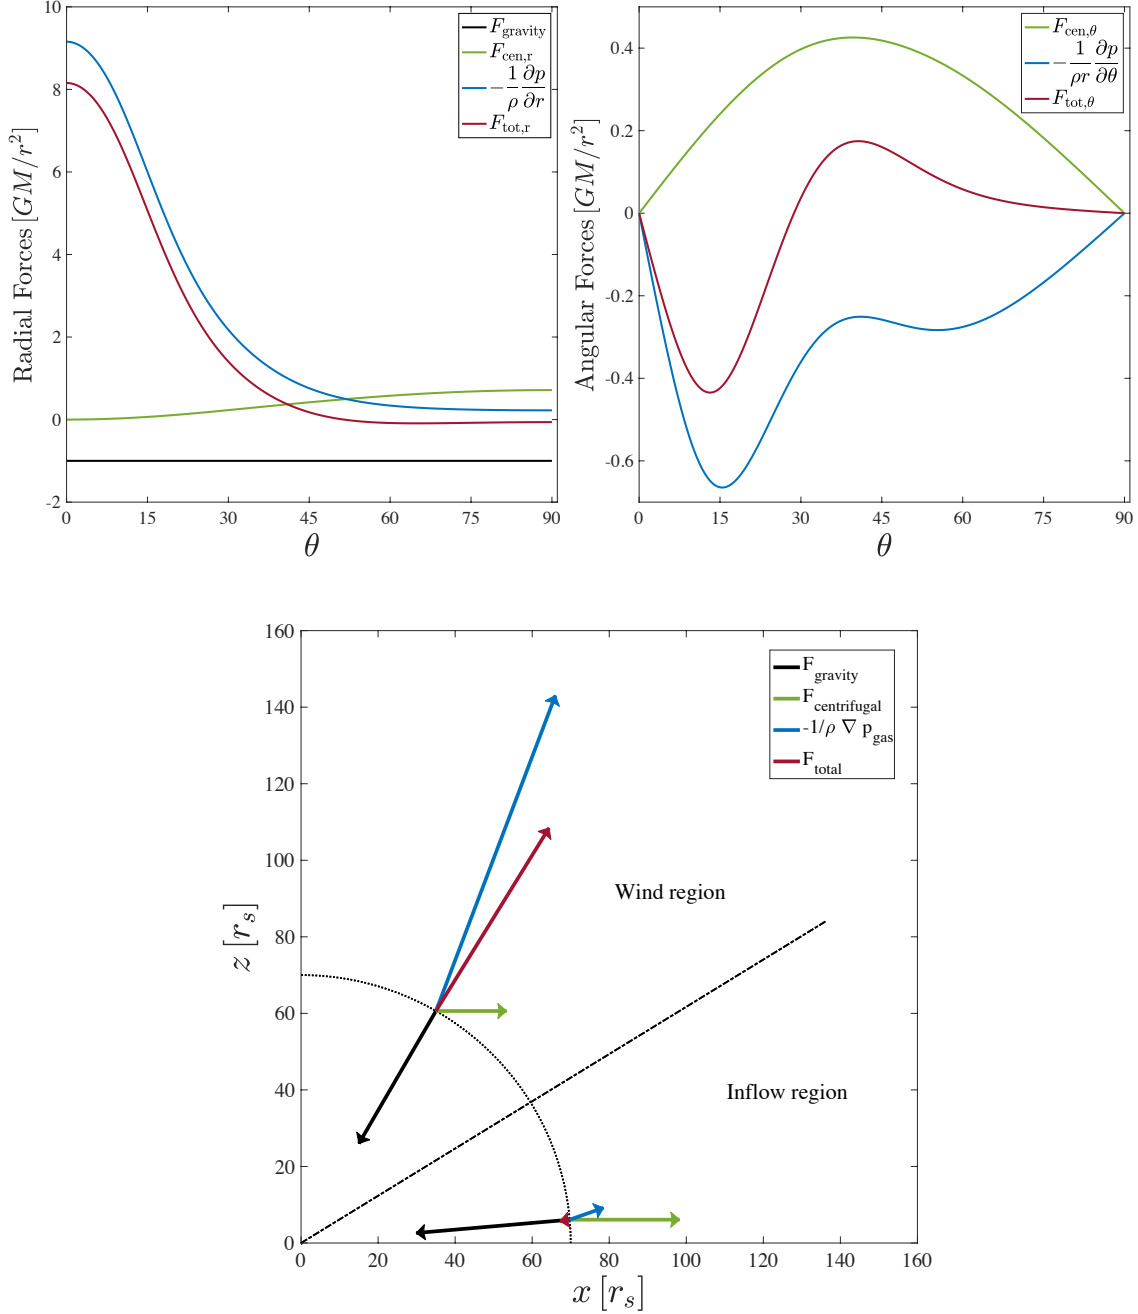 Radial Forces [GM/r²]
10
8
6
4
2
0
-2
0 15 30 45 60 75 90
θ
F_gravity
F_cen,r
−1/ρ ∂p/∂r
F_tot,r
Angular Forces [GM/r²]
0.4
0.2
0
-0.2
-0.4
-0.6
0 15 30 45 60 75 90
θ
F_cen,θ
−1/ρr ∂p/∂θ
F_tot,θ
z [r_s]
160
140
120
100
80
60
40
20
0
0 20 40 60 80 100 120 140 160
x [r_s]
F_gravity
F_centrifugal
-1/ρ ∇ p_gas
F_total
Wind region
Inflow region